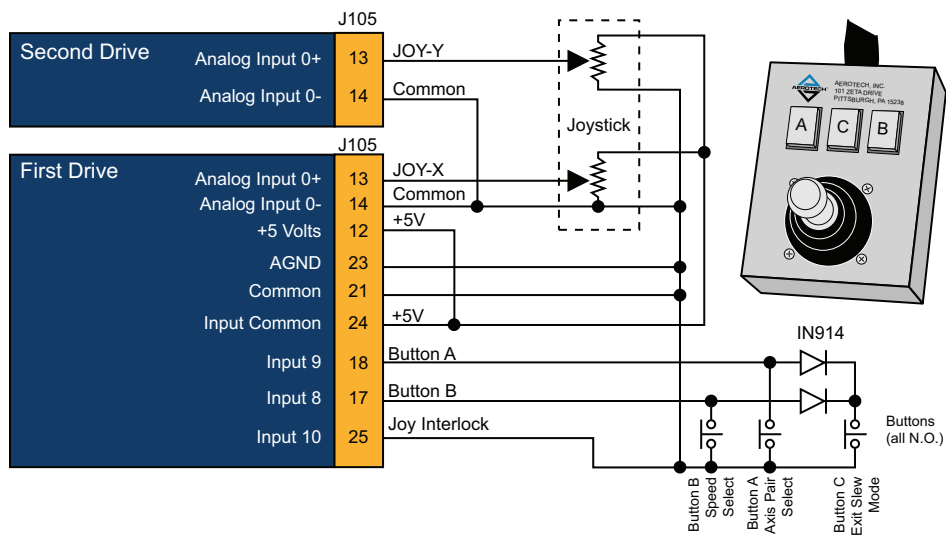 J105
Second Drive
Analog Input 0+ 13 JOY-Y
Analog Input 0- 14 Common
Joystick
J105
First Drive
Analog Input 0+ 13 JOY-X
Analog Input 0- 14 Common
+5 Volts 12 +5V
AGND 23
Common 21
Input Common 24 +5V
Input 9 18 Button A
Input 8 17 Button B
Input 10 25 Joy Interlock
IN914
Buttons
(all N.O.)
Button B
Speed
Select
Button A
Axis Pair
Select
Button C
Exit Slew
Mode
AEROTECH
AEROTECH, INC.
101 ZETA DRIVE
PITTSBURGH, PA 15238
A C B